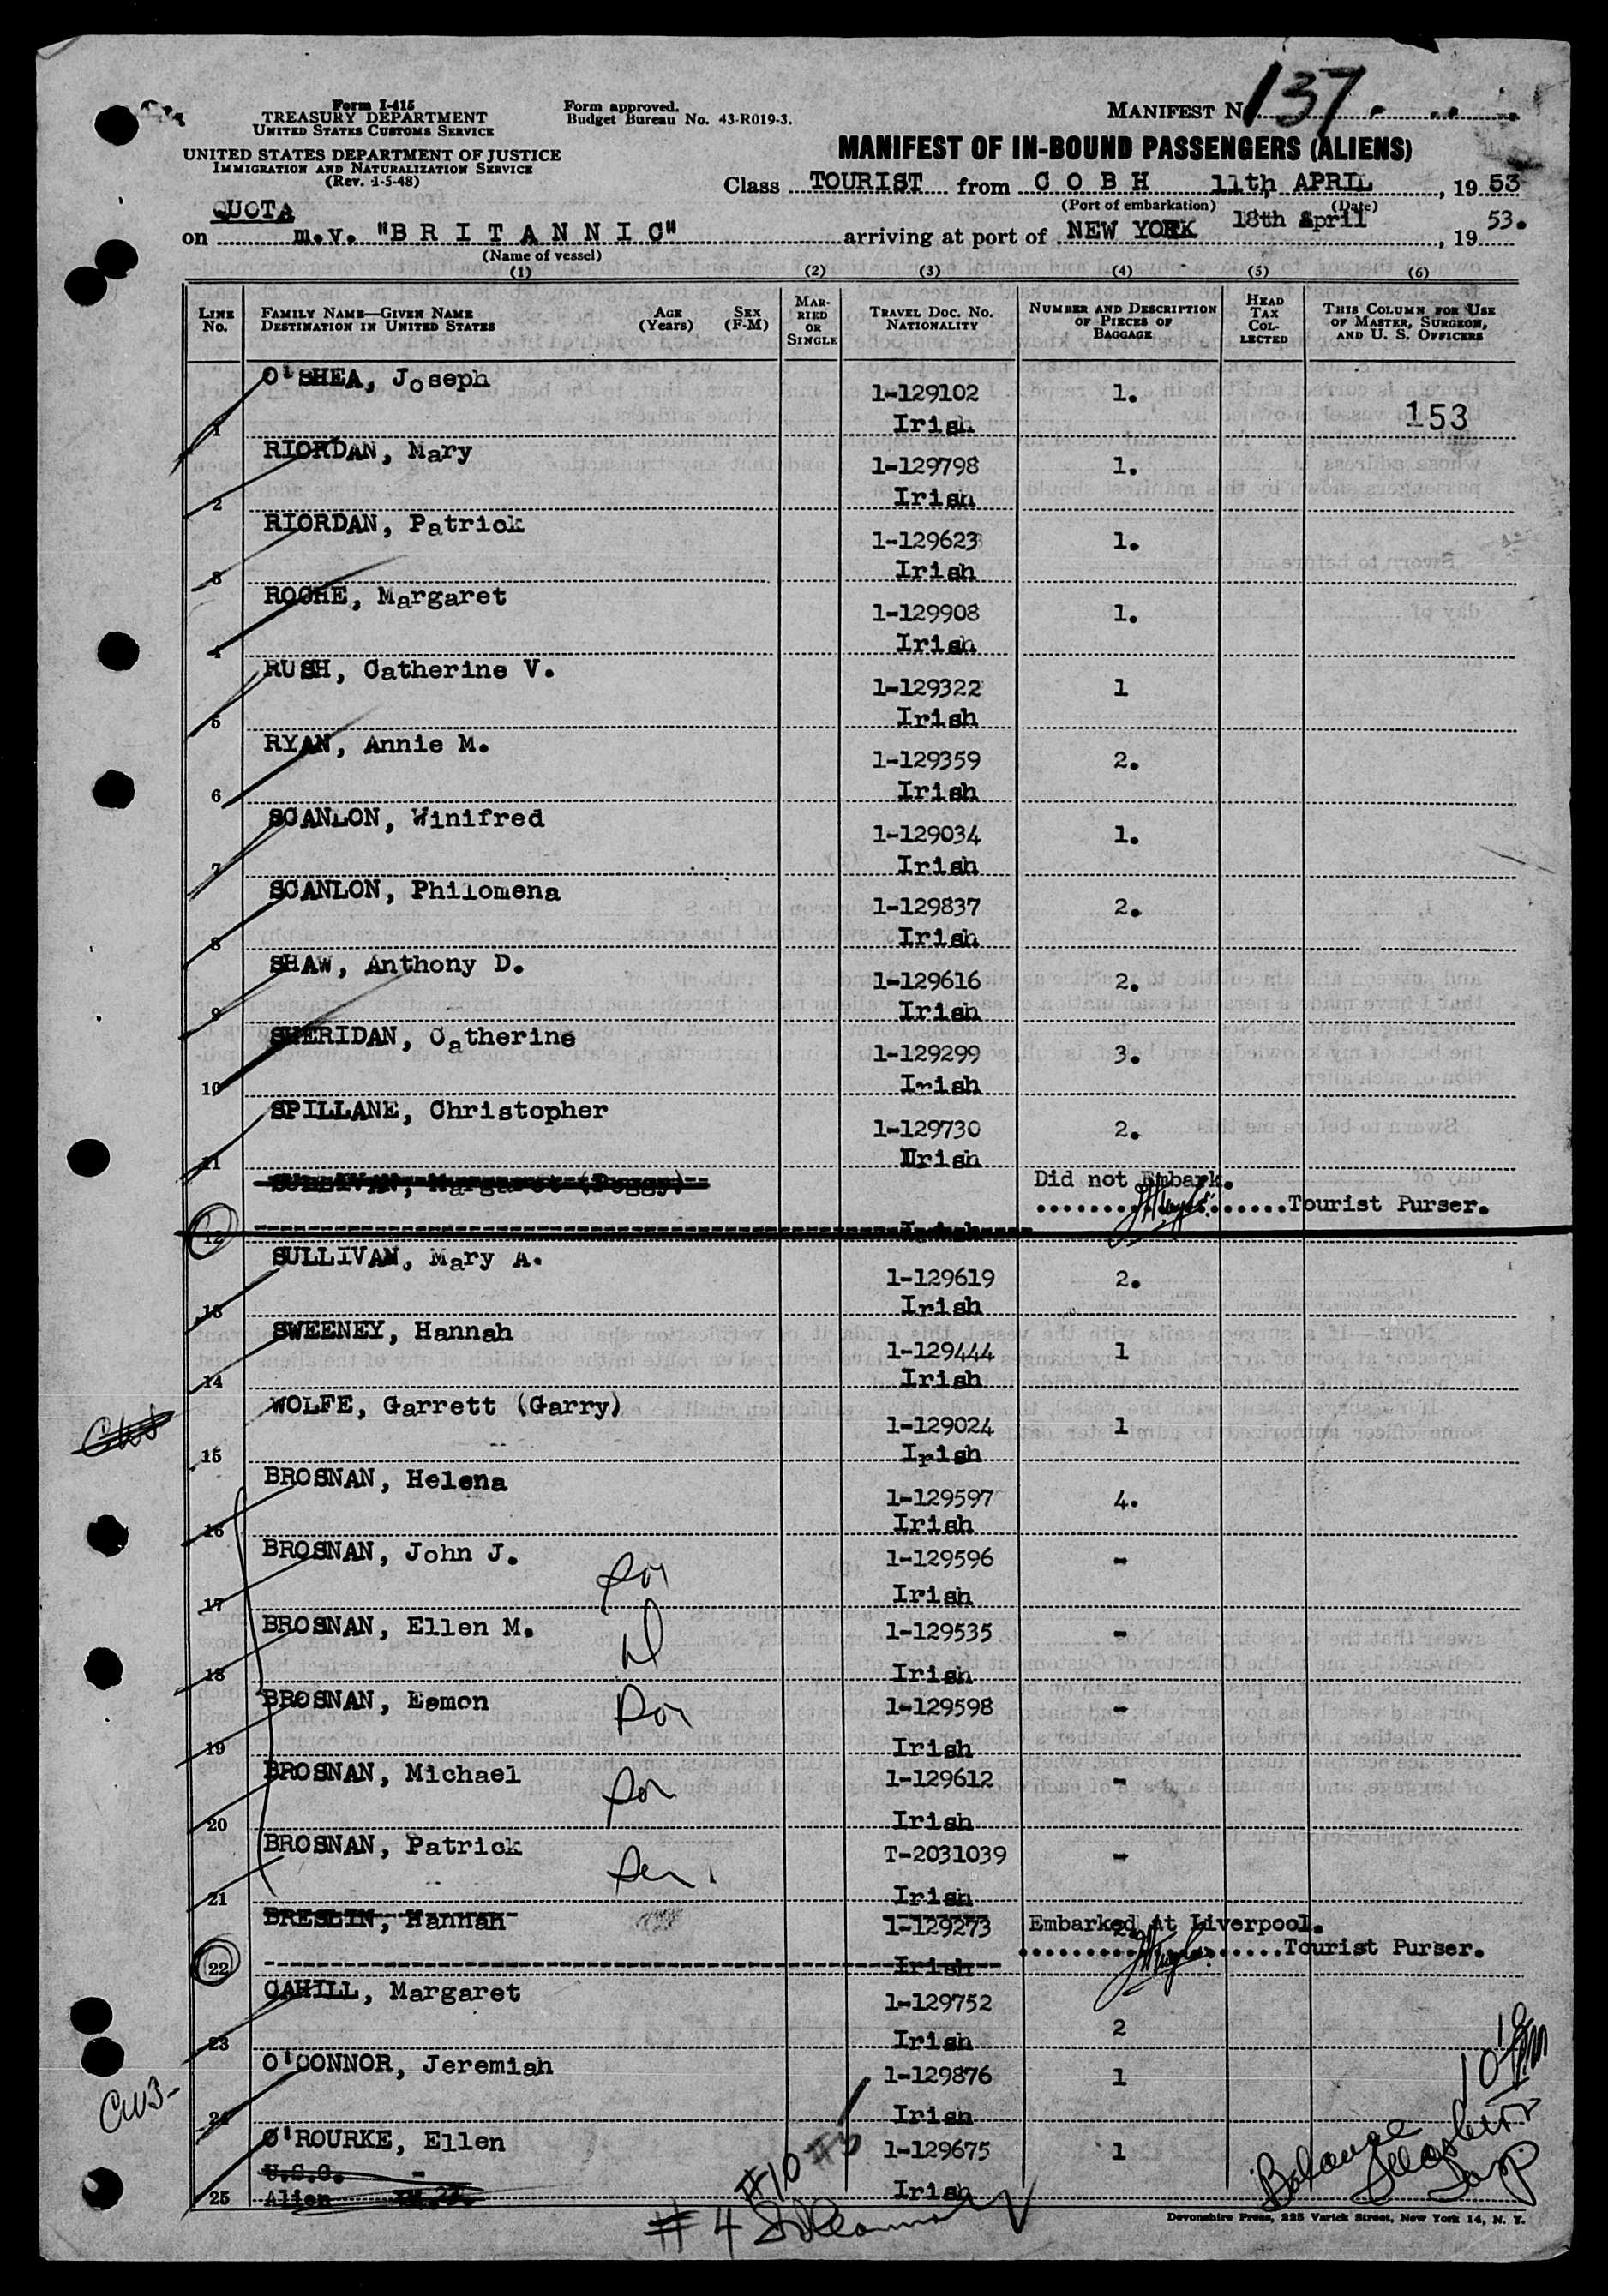 Form I-415
TREASURY DEPARTMENT
UNITED STATES CUSTOMS SERVICE
UNITED STATES DEPARTMENT OF JUSTICE
IMMIGRATION AND NATURALIZATION SERVICE
(Rev. 1-5-48)
Form approved.
Budget Bureau No. 43-R019-3.
MANIFEST N 137
MANIFEST OF IN-BOUND PASSENGERS (ALIENS)
Class TOURIST from C O B H 11th APRIL, 19 53
(Port of embarkation) (Date)
QUOTA
on m.v. "B R I T A N N I C" arriving at port of NEW YORK 18th April, 19 53.
(Name of vessel)
(1) (2) (3) (4) (5) (6)
LINE No. FAMILY NAME—GIVEN NAME DESTINATION IN UNITED STATES AGE (Years) SEX (F-M) MARRIED OR SINGLE TRAVEL DOC. NO. NATIONALITY NUMBER AND DESCRIPTION OF PIECES OF BAGGAGE HEAD TAX COLLECTED THIS COLUMN FOR USE OF MASTER, SURGEON, AND U. S. OFFICERS
O'SHEA, Joseph 1-129102 1.
1 Irish 153
RIORDAN, Mary 1-129798 1.
2 Irish
RIORDAN, Patrick 1-129623 1.
3 Irish
ROCHE, Margaret 1-129908 1.
4 Irish
RUSH, Catherine V. 1-129322 1
5 Irish
RYAN, Annie M. 1-129359 2.
6 Irish
SCANLON, Winifred 1-129034 1.
7 Irish
SCANLON, Philomena 1-129837 2.
8 Irish
SHAW, Anthony D. 1-129616 2.
9 Irish
SHERIDAN, Catherine 1-129299 3.
10 Irish
SPILLANE, Christopher 1-129730 2.
11 Irish
SULLIVAN, Margaret (Peggy) Did not Embark.
Tourist Purser.
12 Irish
SULLIVAN, Mary A. 1-129619 2.
13 Irish
SWEENEY, Hannah 1-129444 1
14 Irish
WOLFE, Garrett (Garry) 1-129024 1
15 Irish
BROSNAN, Helena 1-129597 4.
16 Irish
BROSNAN, John J. 1-129596 -
17 Irish
BROSNAN, Ellen M. 1-129535 -
18 Irish
BROSNAN, Eamon 1-129598 -
19 Irish
BROSNAN, Michael 1-129612 -
20 Irish
BROSNAN, Patrick T-2031039 -
21 Irish
BRESLIN, Hannah 1-129273 2. Embarked at Liverpool.
Tourist Purser.
22 Irish
CAHILL, Margaret 1-129752
23 Irish 2
O'CONNOR, Jeremiah 1-129876 1
24 Irish
O'ROURKE, Ellen 1-129675 1
U.S.C. -
25 Alien Irish
#10 #3
#4
Devonshire Press, 225 Varick Street, New York 14, N. Y.